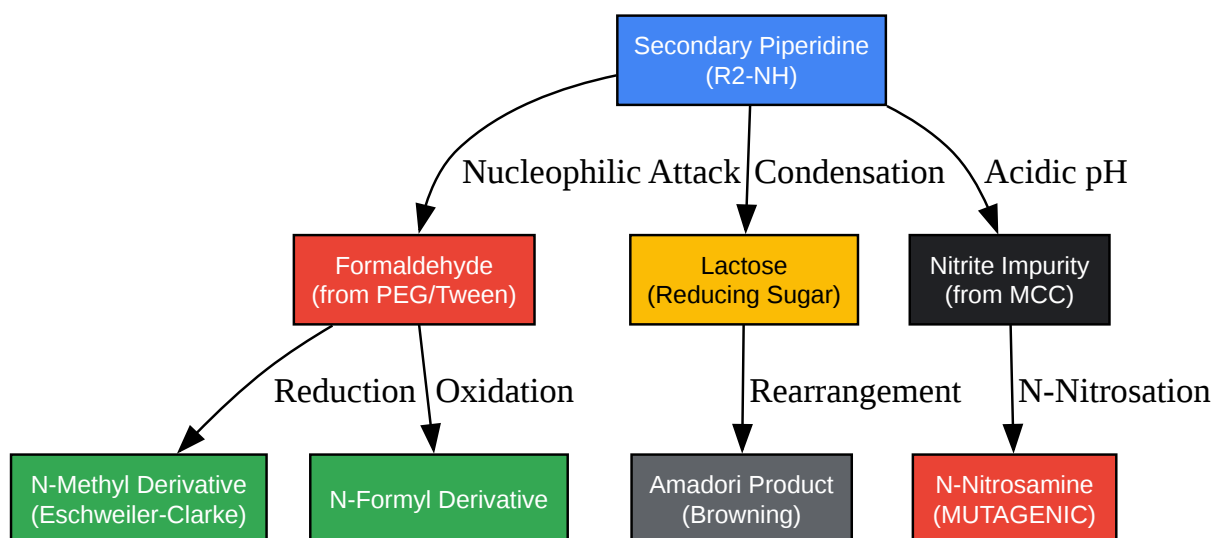 Secondary Piperidine
(R2-NH)
Nucleophilic Attack
Condensation
Acidic pH
Formaldehyde
(from PEG/Tween)
Lactose
(Reducing Sugar)
Nitrite Impurity
(from MCC)
Reduction
Oxidation
Rearrangement
N-Nitrosation
N-Methyl Derivative
(Eschweiler-Clarke)
N-Formyl Derivative
Amadori Product
(Browning)
N-Nitrosamine
(MUTAGENIC)